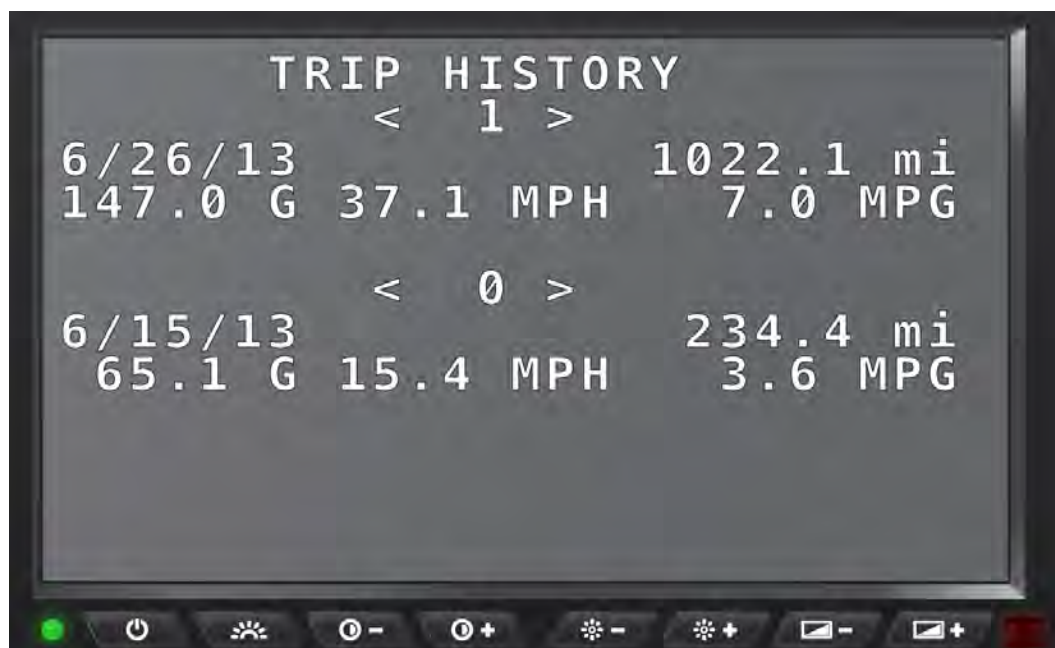 TRIP HISTORY
< 1 >
6/26/13 1022.1 mi
147.0 G 37.1 MPH 7.0 MPG
< 0 >
6/15/13 234.4 mi
65.1 G 15.4 MPH 3.6 MPG